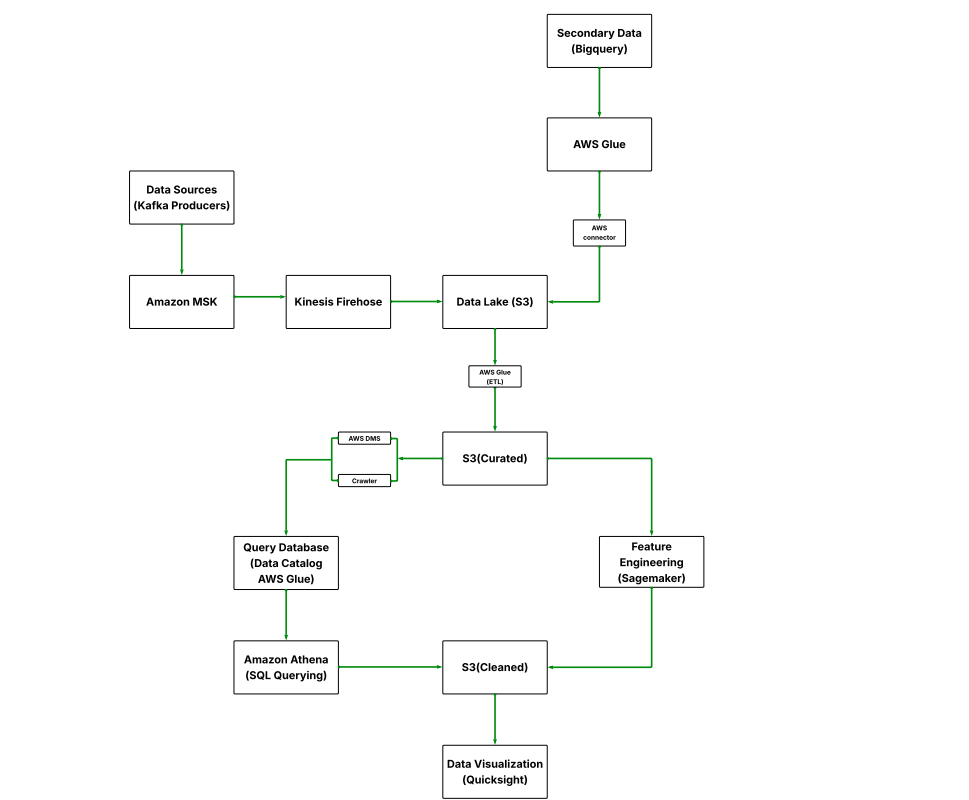 Secondary Data
(Bigquery)
AWS Glue
Data Sources
(Kafka Producers)
AWS
connector
Amazon MSK
Kinesis Firehose
Data Lake (S3)
AWS Glue
(ETL)
AWS DMS
S3(Curated)
Crawler
Query Database
(Data Catalog
AWS Glue)
Feature
Engineering
(Sagemaker)
Amazon Athena
(SQL Querying)
S3(Cleaned)
Data Visualization
(Quicksight)